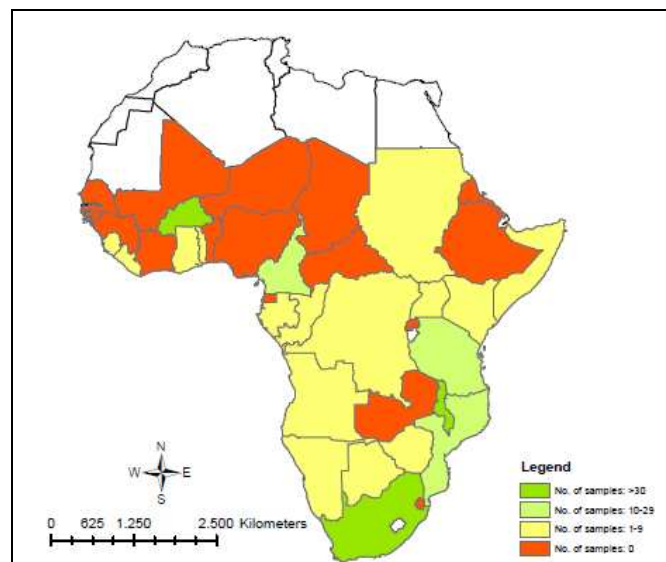 N
W E
S
0 625 1.250 2.500 Kilometers
Legend
No. of samples: >30
No. of samples: 10-29
No. of samples: 1-9
No. of samples: 0